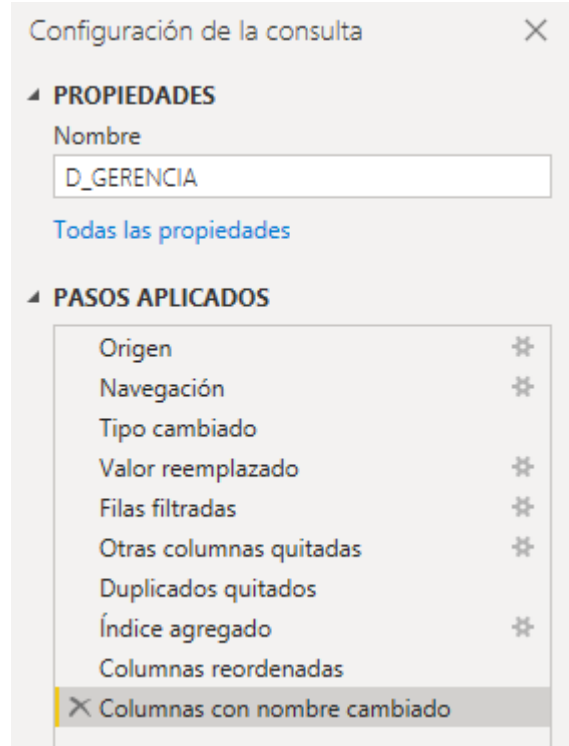 Configuración de la consulta
PROPIEDADES
Nombre
D_GERENCIA
Todas las propiedades
PASOS APLICADOS
Origen
Navegación
Tipo cambiado
Valor reemplazado
Filas filtradas
Otras columnas quitadas
Duplicados quitados
Índice agregado
Columnas reordenadas
Columnas con nombre cambiado